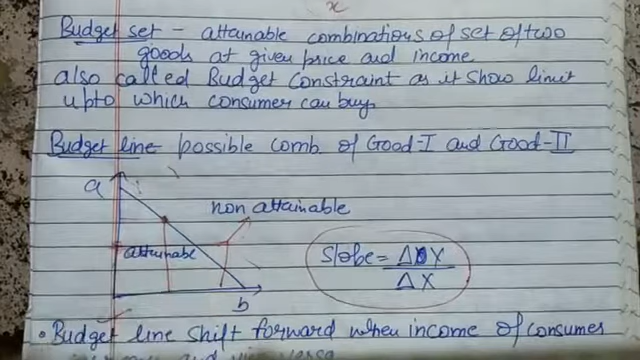 x
Budget set - attainable combinations of set of two
goods at given price and income
also called Budget Constraint as it show limit
upto which consumer can buy
Budget line - possible comb of Good-I and Good-II
a
non attainable
attainable
Slope = ΔY
ΔX
b
• Budget line shift forward when income of consumer
and